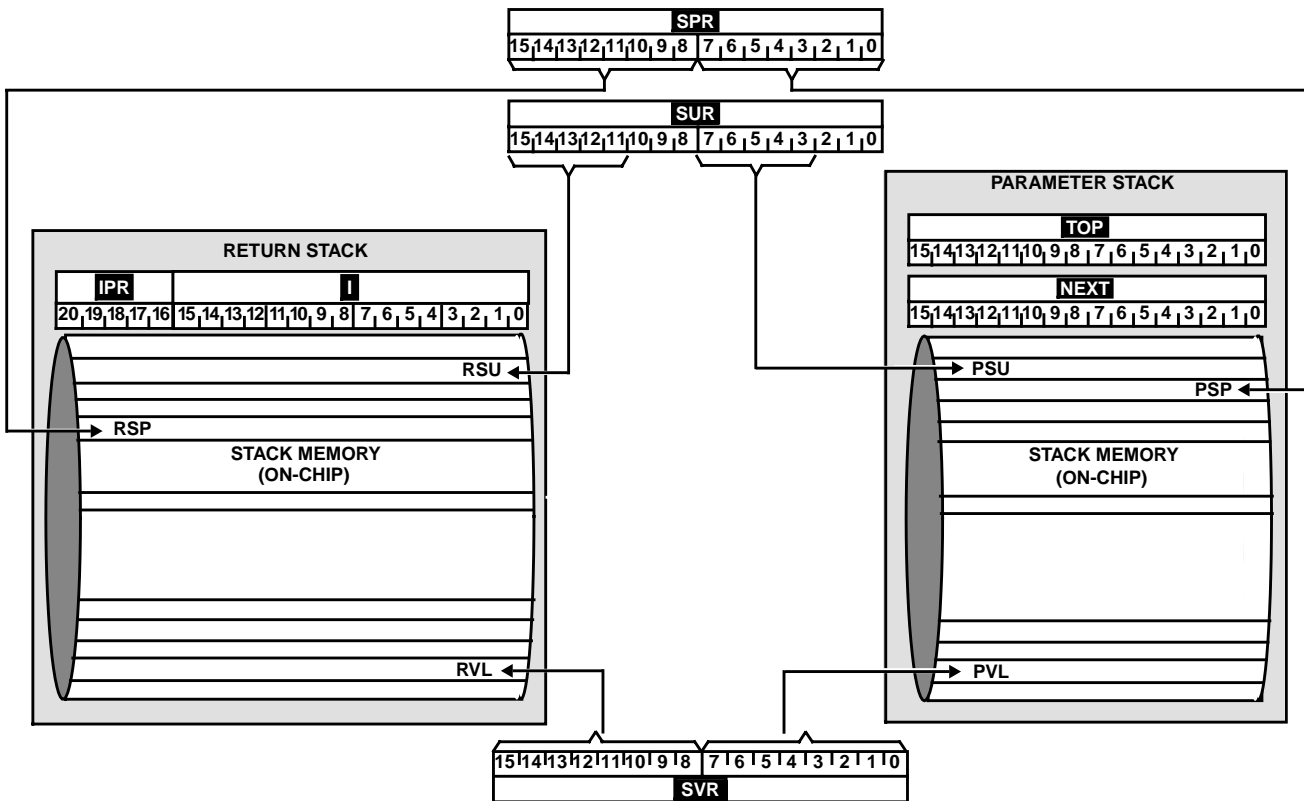 SPR
15 14 13 12 11 10 9 8 7 6 5 4 3 2 1 0
SUR
15 14 13 12 11 10 9 8 7 6 5 4 3 2 1 0
PARAMETER STACK
TOP
15 14 13 12 11 10 9 8 7 6 5 4 3 2 1 0
NEXT
15 14 13 12 11 10 9 8 7 6 5 4 3 2 1 0
PSU
PSP
STACK MEMORY
(ON-CHIP)
PVL
RETURN STACK
IPR I
20 19 18 17 16 15 14 13 12 11 10 9 8 7 6 5 4 3 2 1 0
RSU
RSP
STACK MEMORY
(ON-CHIP)
RVL
15 14 13 12 11 10 9 8 7 6 5 4 3 2 1 0
SVR